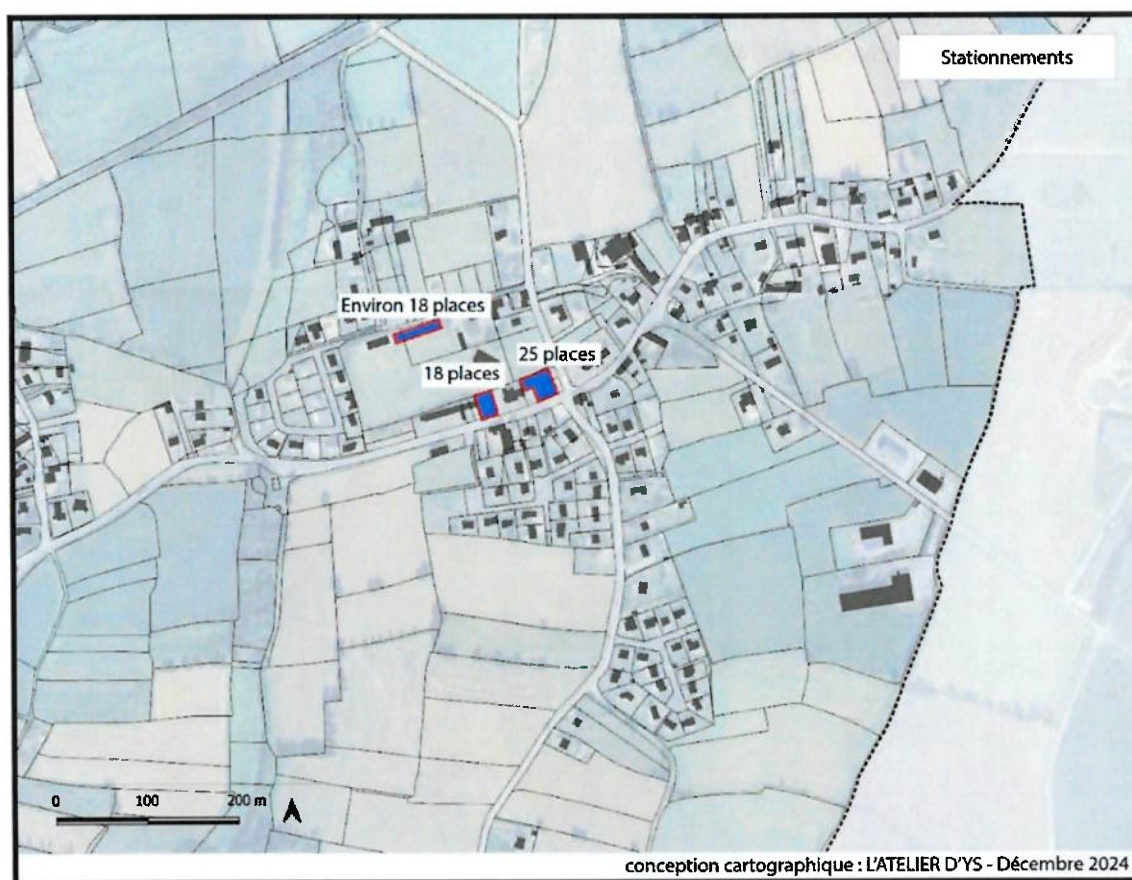 Stationnements
Environ 18 places
25 places
18 places
0 100 200 m
conception cartographique : L'ATELIER D'YS - Décembre 2024